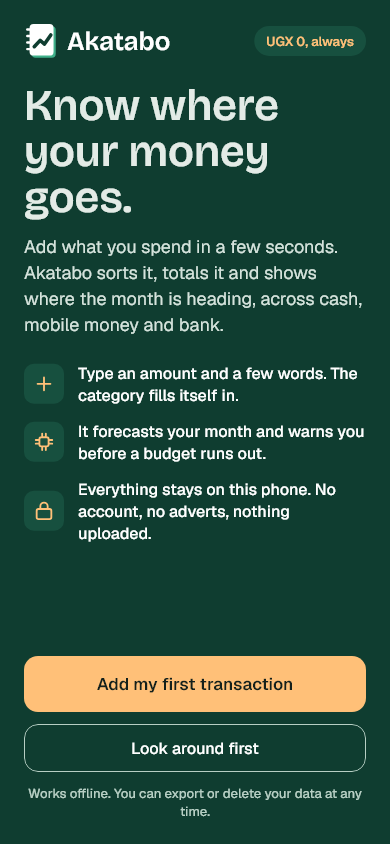 Akatabo
UGX 0, always
Know where
your money
goes.
Add what you spend in a few seconds.
Akatabo sorts it, totals it and shows
where the month is heading, across cash,
mobile money and bank.
Type an amount and a few words. The
category fills itself in.
It forecasts your month and warns you
before a budget runs out.
Everything stays on this phone. No
account, no adverts, nothing
uploaded.
Add my first transaction
Look around first
Works offline. You can export or delete your data at any
time.